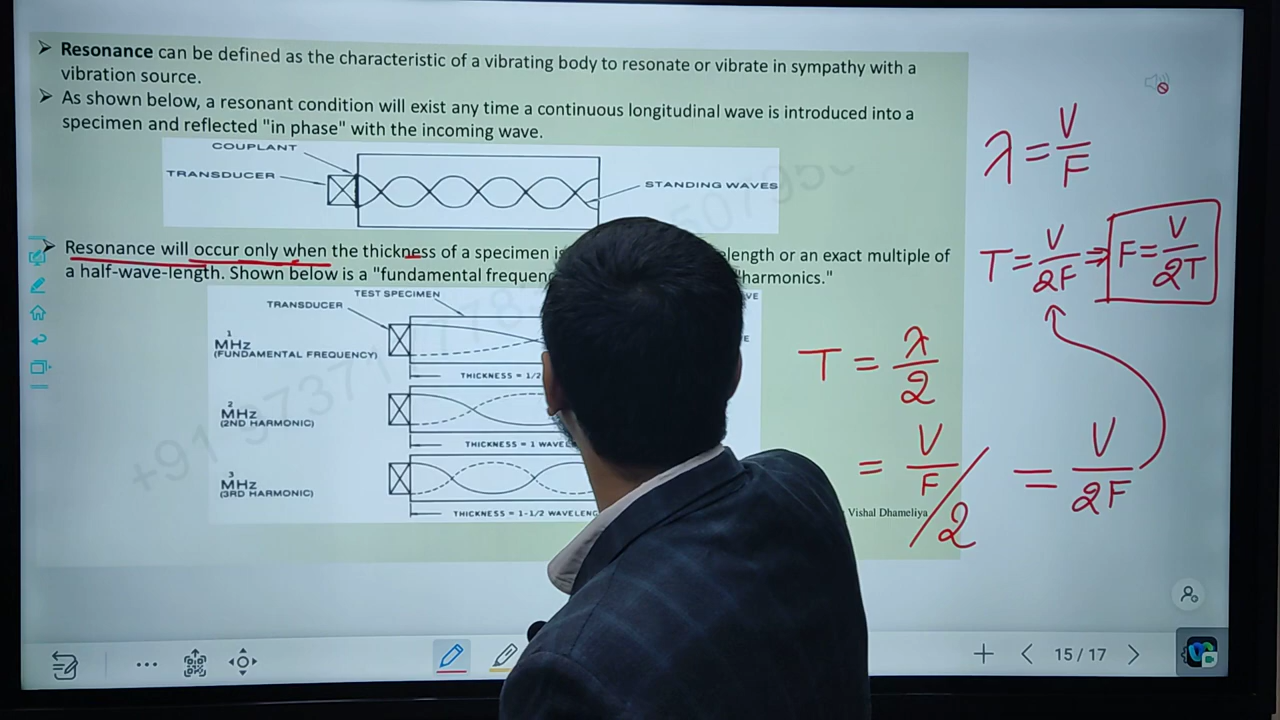 ➤ Resonance can be defined as the characteristic of a vibrating body to resonate or vibrate in sympathy with a
vibration source.
➤ As shown below, a resonant condition will exist any time a continuous longitudinal wave is introduced into a
specimen and reflected "in phase" with the incoming wave.
COUPLANT
TRANSDUCER
STANDING WAVES
➤ Resonance will occur only when the thickness of a specimen is length or an exact multiple of
a half-wave-length. Shown below is a "fundamental harmonics."
TEST SPECIMEN
TRANSDUCER
1
MHz
(FUNDAMENTAL FREQUENCY)
THICKNESS = 1/2
2
MHz
(2ND HARMONIC)
THICKNESS = 1
3
MHz
(3RD HARMONIC)
THICKNESS = 1-1/2
Vishal Dhameliya
λ = V/F
T = V/2F ⇒ F = V/2T
T = λ/2
= V/F/2 = V/2F
15/17